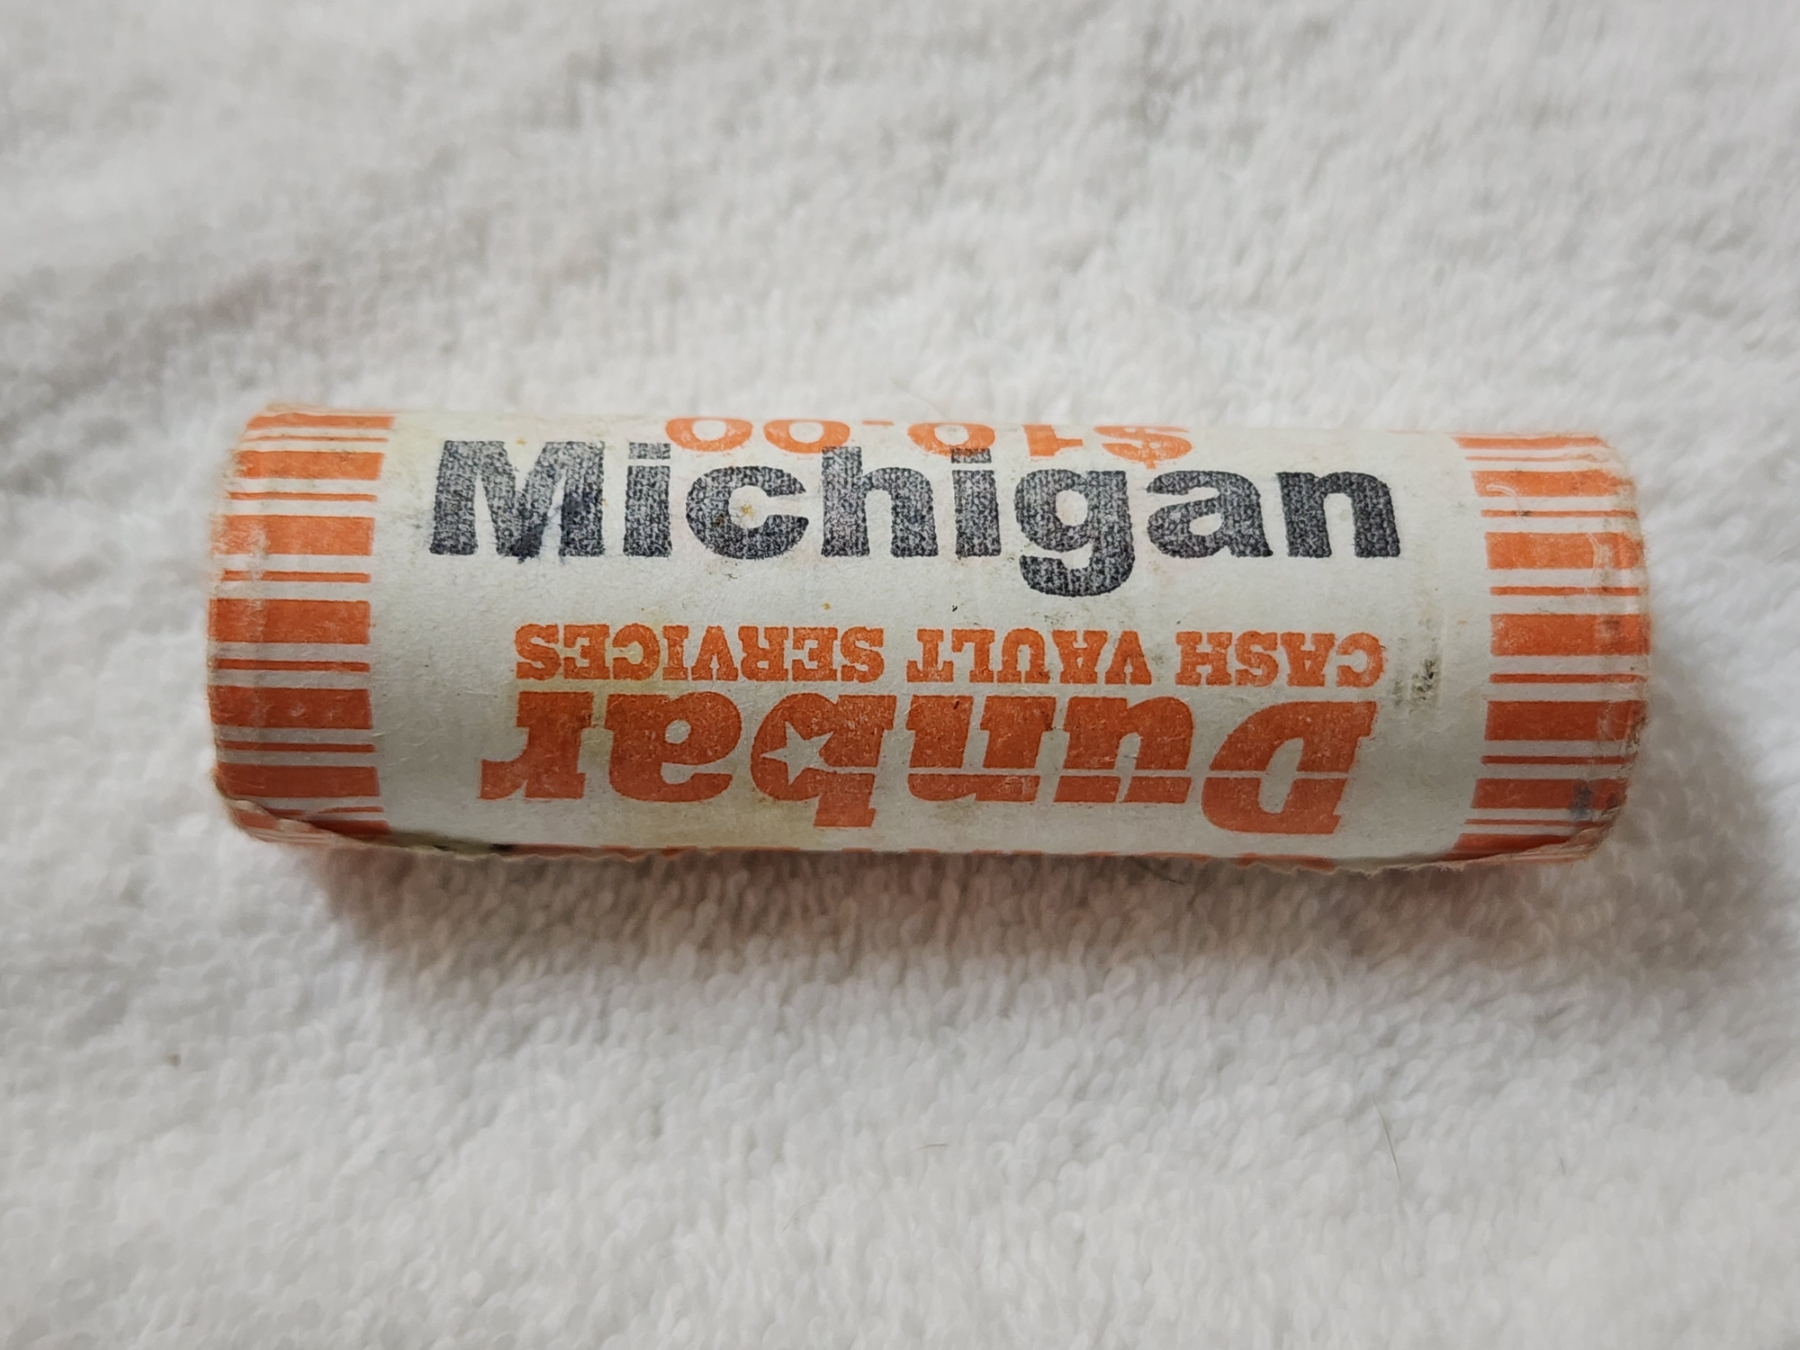 $10.00
Michigan
Dunbar
CASH VAULT SERVICES